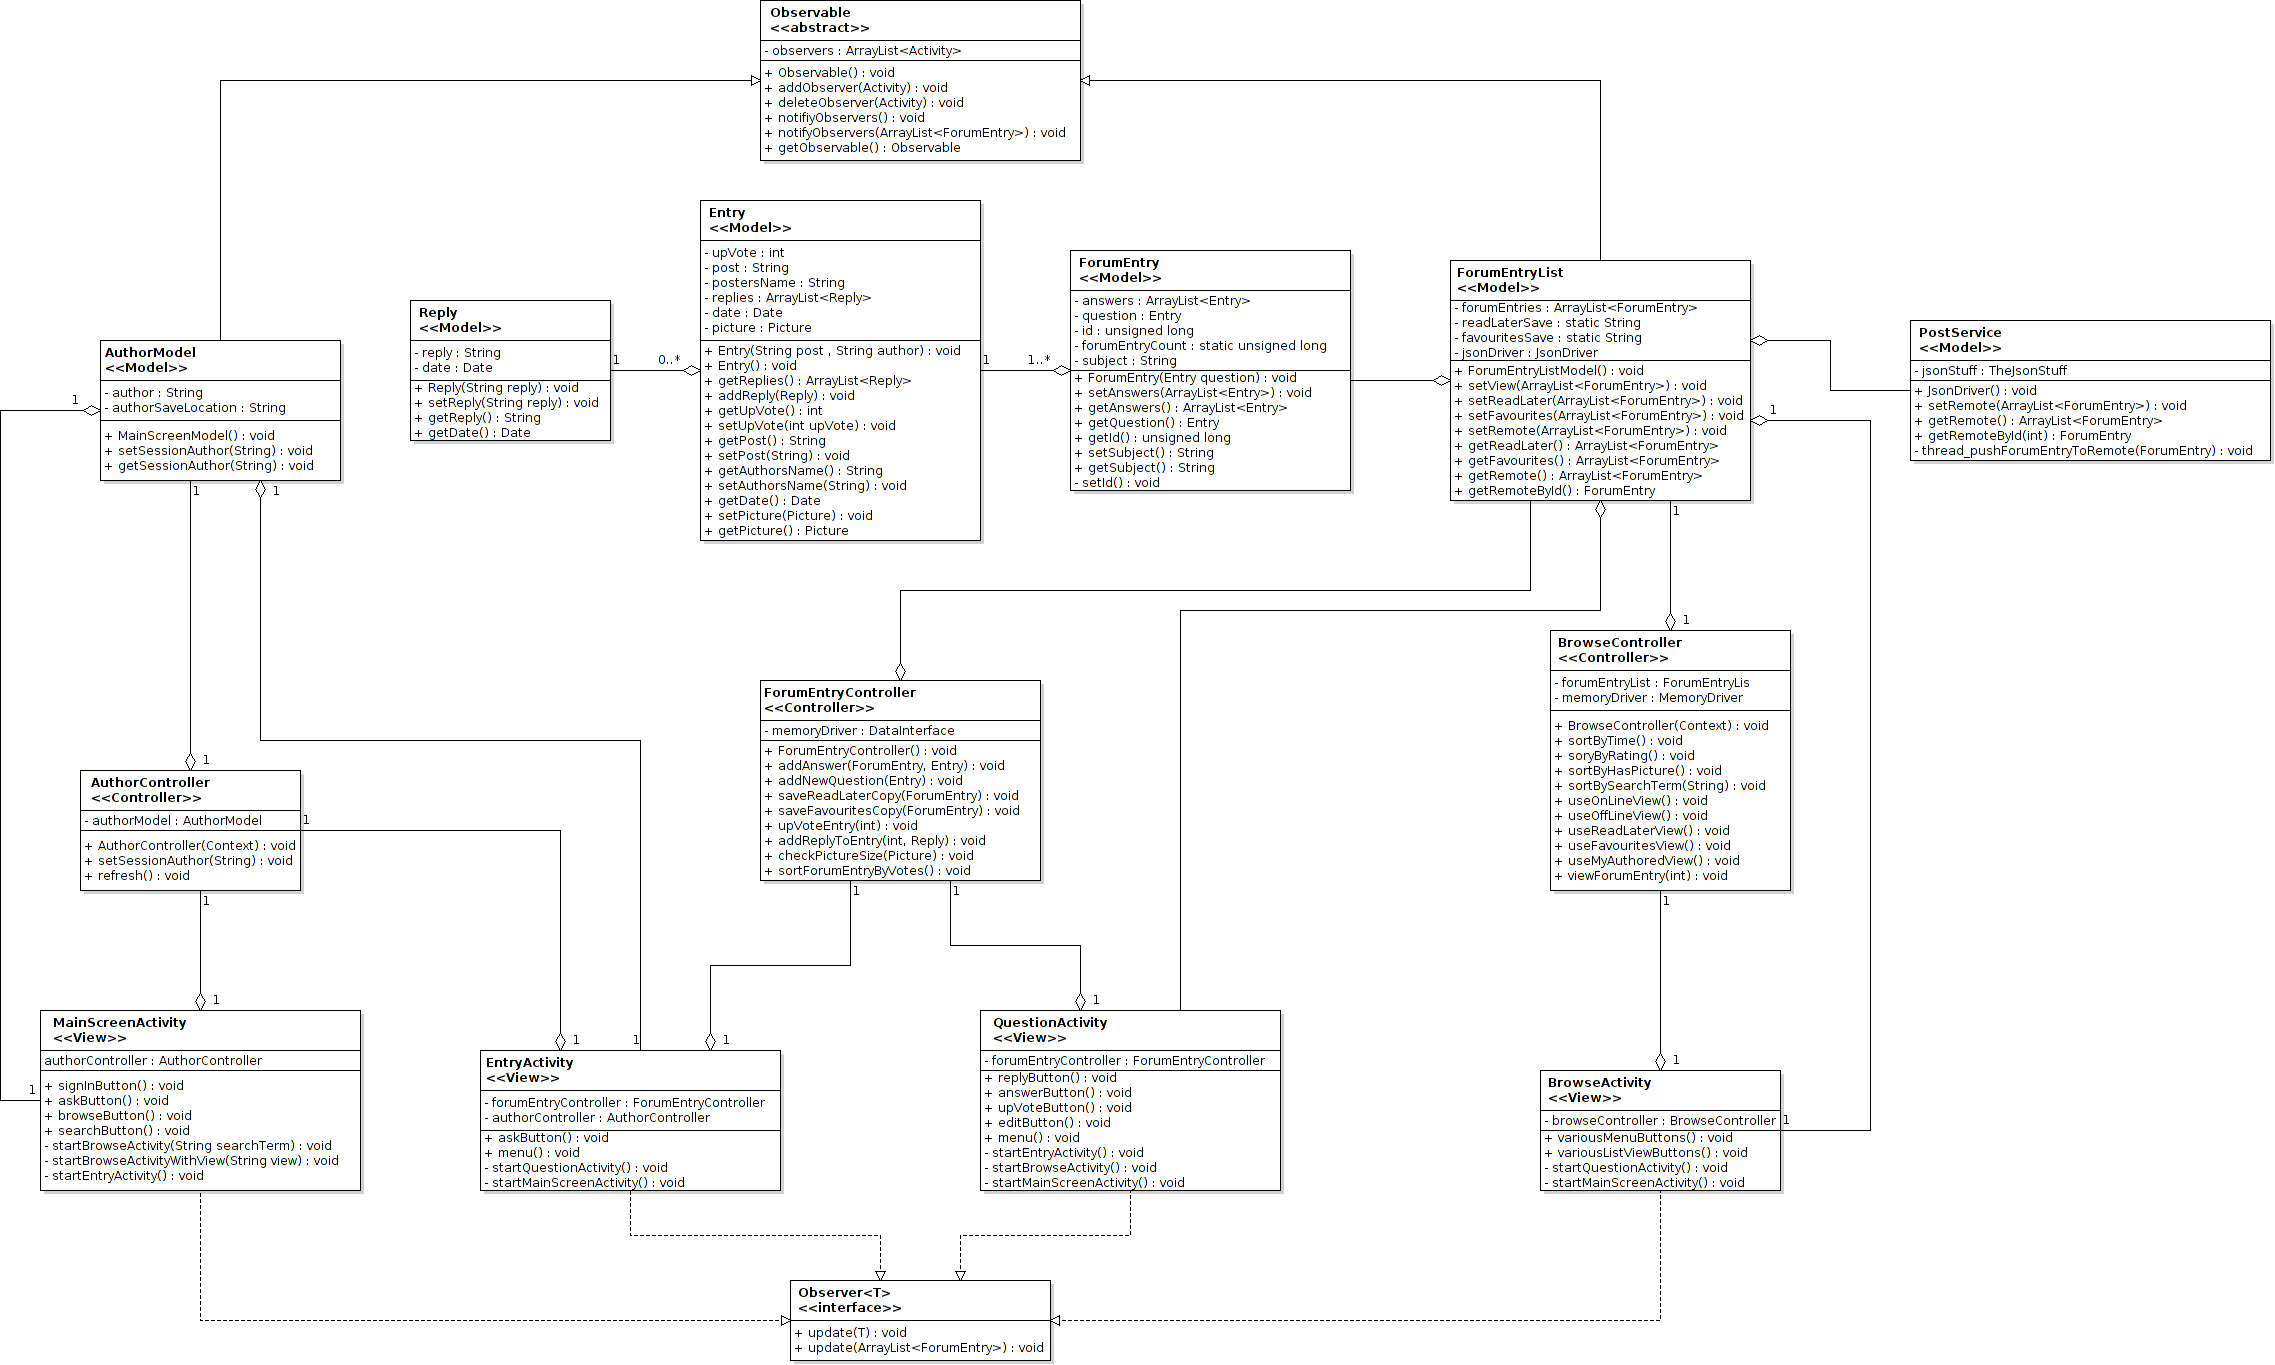 Observable
<<abstract>>
- observers : ArrayList<Activity>
+ Observable() : void
+ addObserver(Activity) : void
+ deleteObserver(Activity) : void
+ notifiyObservers() : void
+ notifyObservers(ArrayList<ForumEntry>) : void
+ getObservable() : Observable
Entry
<<Model>>
- upVote : int
- post : String
- postersName : String
- replies : ArrayList<Reply>
- date : Date
- picture : Picture
+ Entry(String post , String author) : void
+ Entry() : void
+ getReplies() : ArrayList<Reply>
+ addReply(Reply) : void
+ getUpVote() : int
+ setUpVote(int upVote) : void
+ getPost() : String
+ setPost(String) : void
+ getAuthorsName() : String
+ setAuthorsName(String) : void
+ getDate() : Date
+ setPicture(Picture) : void
+ getPicture() : Picture
ForumEntry
<<Model>>
- answers : ArrayList<Entry>
- question : Entry
- id : unsigned long
- forumEntryCount : static unsigned long
- subject : String
+ ForumEntry(Entry question) : void
+ setAnswers(ArrayList<Entry>) : void
+ getAnswers() : ArrayList<Entry>
+ getQuestion() : Entry
+ getId() : unsigned long
+ setSubject() : String
+ getSubject() : String
- setId() : void
ForumEntryList
<<Model>>
- forumEntries : ArrayList<ForumEntry>
- readLaterSave : static String
- favouritesSave : static String
- jsonDriver : JsonDriver
+ ForumEntryListModel() : void
+ setView(ArrayList<ForumEntry>) : void
+ setReadLater(ArrayList<ForumEntry>) : void
+ setFavourites(ArrayList<ForumEntry>) : void
+ setRemote(ArrayList<ForumEntry>) : void
+ getReadLater() : ArrayList<ForumEntry>
+ getFavourites() : ArrayList<ForumEntry>
+ getRemote() : ArrayList<ForumEntry>
+ getRemoteById() : ForumEntry
PostService
<<Model>>
- jsonStuff : TheJsonStuff
+ JsonDriver() : void
+ setRemote(ArrayList<ForumEntry>) : void
+ getRemote() : ArrayList<ForumEntry>
+ getRemoteById(int) : ForumEntry
- thread_pushForumEntryToRemote(ForumEntry) : void
Reply
<<Model>>
- reply : String
- date : Date
+ Reply(String reply) : void
+ setReply(String reply) : void
+ getReply() : String
+ getDate() : Date
AuthorModel
<<Model>>
- author : String
- authorSaveLocation : String
+ MainScreenModel() : void
+ setSessionAuthor(String) : void
+ getSessionAuthor(String) : void
1
0..*
1
1..*
1
1
1
1
1
1
1
BrowseController
<<Controller>>
- forumEntryList : ForumEntryLis
- memoryDriver : MemoryDriver
+ BrowseController(Context) : void
+ sortByTime() : void
+ soryByRating() : void
+ sortByHasPicture() : void
+ sortBySearchTerm(String) : void
+ useOnLineView() : void
+ useOffLineView() : void
+ useReadLaterView() : void
+ useFavouritesView() : void
+ useMyAuthoredView() : void
+ viewForumEntry(int) : void
ForumEntryController
<<Controller>>
- memoryDriver : DataInterface
+ ForumEntryController() : void
+ addAnswer(ForumEntry, Entry) : void
+ addNewQuestion(Entry) : void
+ saveReadLaterCopy(ForumEntry) : void
+ saveFavouritesCopy(ForumEntry) : void
+ upVoteEntry(int) : void
+ addReplyToEntry(int, Reply) : void
+ checkPictureSize(Picture) : void
+ sortForumEntryByVotes() : void
1
AuthorController
<<Controller>>
- authorModel : AuthorModel
+ AuthorController(Context) : void
+ setSessionAuthor(String) : void
+ refresh() : void
1
1
1
1
1
1
1
1
1
1
1
MainScreenActivity
<<View>>
authorController : AuthorController
+ signInButton() : void
+ askButton() : void
+ browseButton() : void
+ searchButton() : void
- startBrowseActivity(String searchTerm) : void
- startBrowseActivityWithView(String view) : void
- startEntryActivity() : void
1
EntryActivity
<<View>>
- forumEntryController : ForumEntryController
- authorController : AuthorController
+ askButton() : void
+ menu() : void
- startQuestionActivity() : void
- startMainScreenActivity() : void
QuestionActivity
<<View>>
- forumEntryController : ForumEntryController
+ replyButton() : void
+ answerButton() : void
+ upVoteButton() : void
+ editButton() : void
+ menu() : void
- startEntryActivity() : void
- startBrowseActivity() : void
- startMainScreenActivity() : void
BrowseActivity
<<View>>
- browseController : BrowseController
+ variousMenuButtons() : void
+ variousListViewButtons() : void
- startQuestionActivity() : void
- startMainScreenActivity() : void
1
Observer<T>
<<interface>>
+ update(T) : void
+ update(ArrayList<ForumEntry>) : void